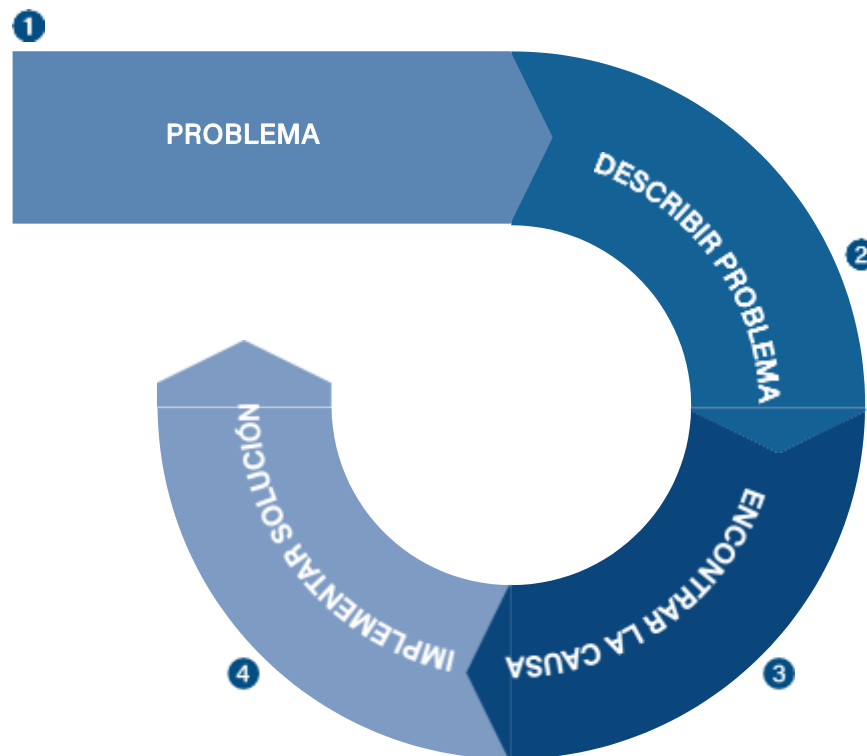 1
PROBLEMA
DESCRIBIR PROBLEMA
2
ENCONTRAR LA CAUSA
3
IMPLEMENTAR SOLUCIÓN
4